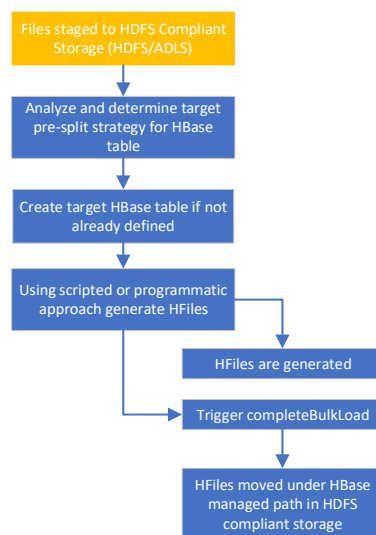 Files staged to HDFS Compliant
Storage (HDFS/ADLS)
Analyze and determine target
pre-split strategy for HBase
table
Create target HBase table if not
already defined
Using scripted or programmatic
approach generate HFiles
HFiles are generated
Trigger completeBulkLoad
HFiles moved under HBase
managed path in HDFS
compliant storage